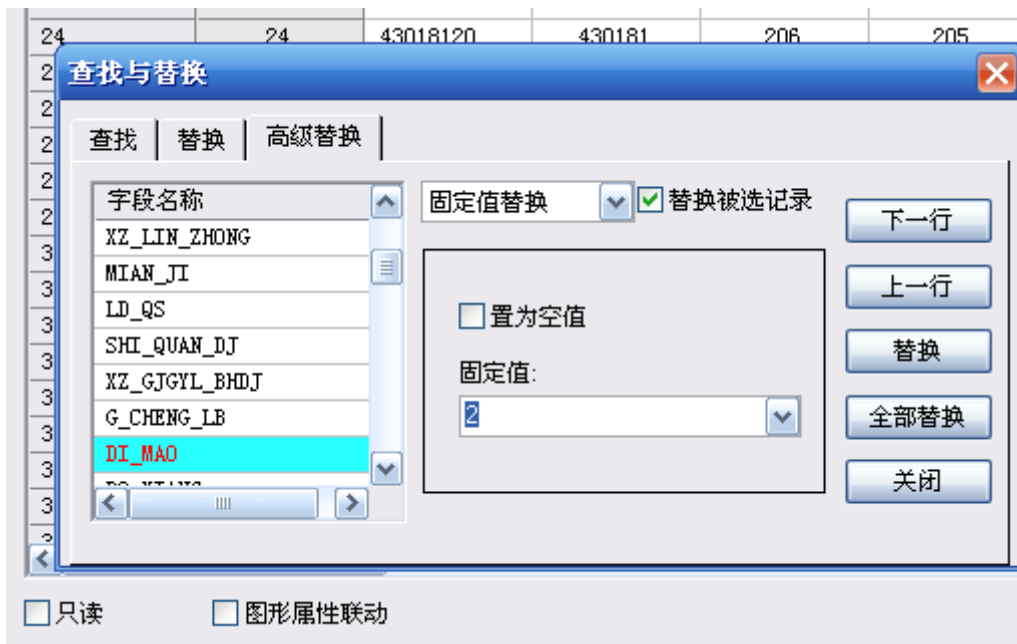 24 24 43018120 430181 206 205
查找与替换
查找 替换 高级替换
字段名称
XZ_LIN_ZHONG
MIAN_JI
LD_QS
SHI_QUAN_DJ
XZ_GJGYL_BHDJ
G_CHENG_LB
DI_MAO
固定值替换 替换被选记录
置为空值
固定值:
2
下一行
上一行
替换
全部替换
关闭
只读 图形属性联动